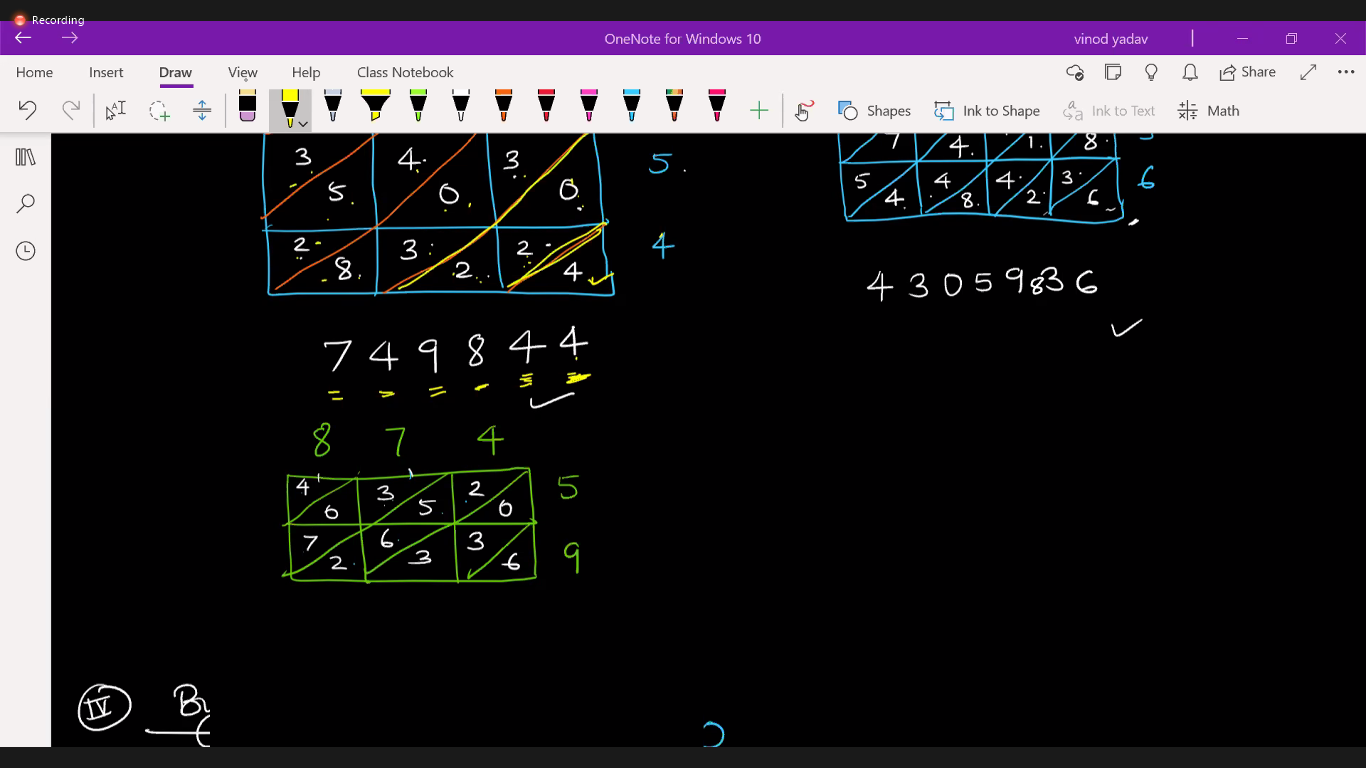 Recording
OneNote for Windows 10 vinod yadav
Home Insert Draw View Help Class Notebook Share
Shapes Ink to Shape Ink to Text Math
7 4. 1. 8.
3 5. 4. 0. 3 0. 5.
5 4. 4 8. 4. 2. 3. 6 6
2 8. 3 2 2 4 4
4 3 0 5 9 8 3 6
7 4 9 8 4 4
8 7 4
4 0 3 5 2 0 5
7 2 6 3 3 6 9
IV